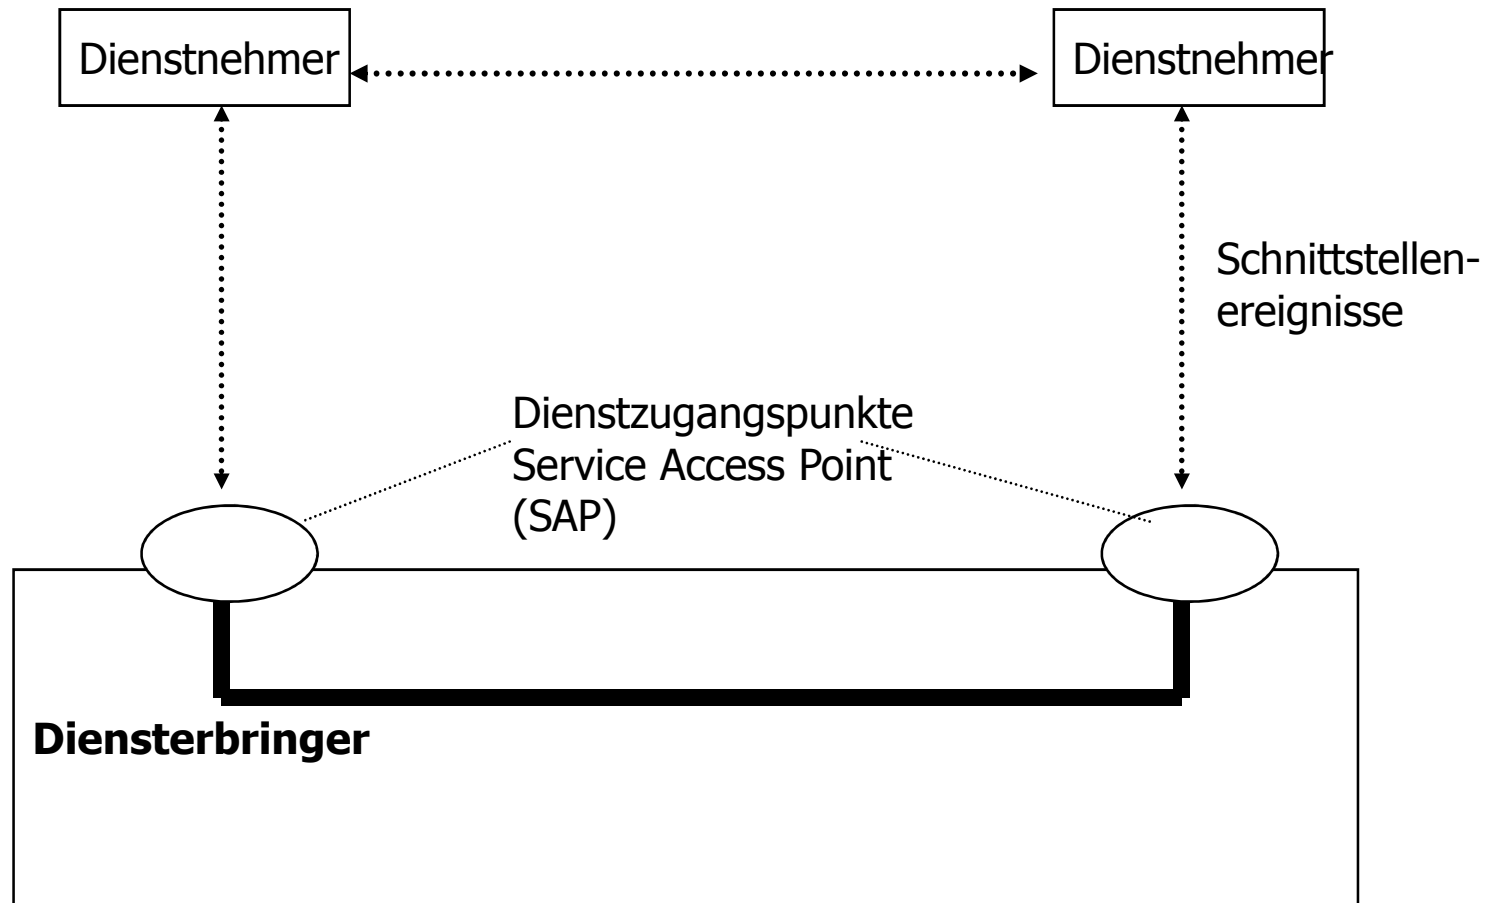 Dienstnehmer
Dienstnehmer
Schnittstellen-
ereignisse
Dienstzugangspunkte
Service Access Point
(SAP)
Diensterbringer